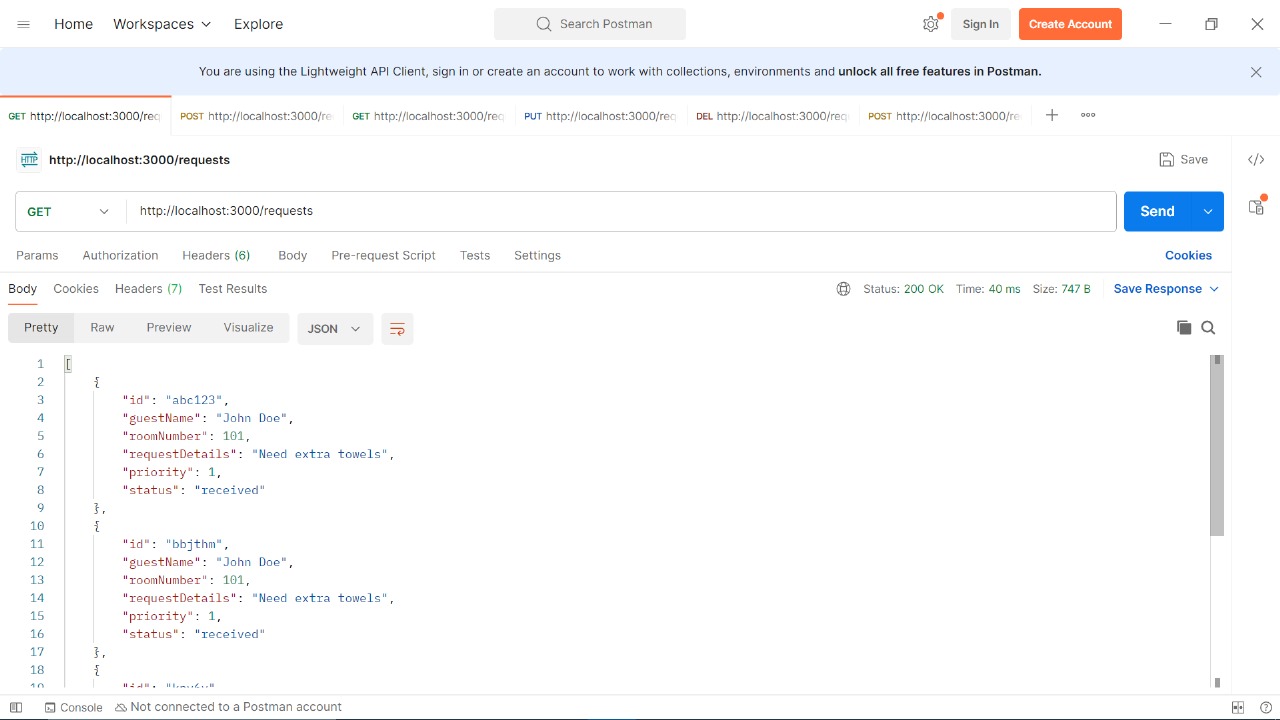 Home Workspaces Explore Search Postman Sign In Create Account
You are using the Lightweight API Client, sign in or create an account to work with collections, environments and unlock all free features in Postman.
GET http://localhost:3000/req POST http://localhost:3000/re GET http://localhost:3000/req PUT http://localhost:3000/req DEL http://localhost:3000/req POST http://localhost:3000/re
HTTP http://localhost:3000/requests Save
GET http://localhost:3000/requests Send
Params Authorization Headers (6) Body Pre-request Script Tests Settings Cookies
Body Cookies Headers (7) Test Results Status: 200 OK Time: 40 ms Size: 747 B Save Response
Pretty Raw Preview Visualize JSON
1 [
2 {
3 "id": "abc123",
4 "guestName": "John Doe",
5 "roomNumber": 101,
6 "requestDetails": "Need extra towels",
7 "priority": 1,
8 "status": "received"
9 },
10 {
11 "id": "bbjthm",
12 "guestName": "John Doe",
13 "roomNumber": 101,
14 "requestDetails": "Need extra towels",
15 "priority": 1,
16 "status": "received"
17 },
18 {
19 "id":
Console Not connected to a Postman account